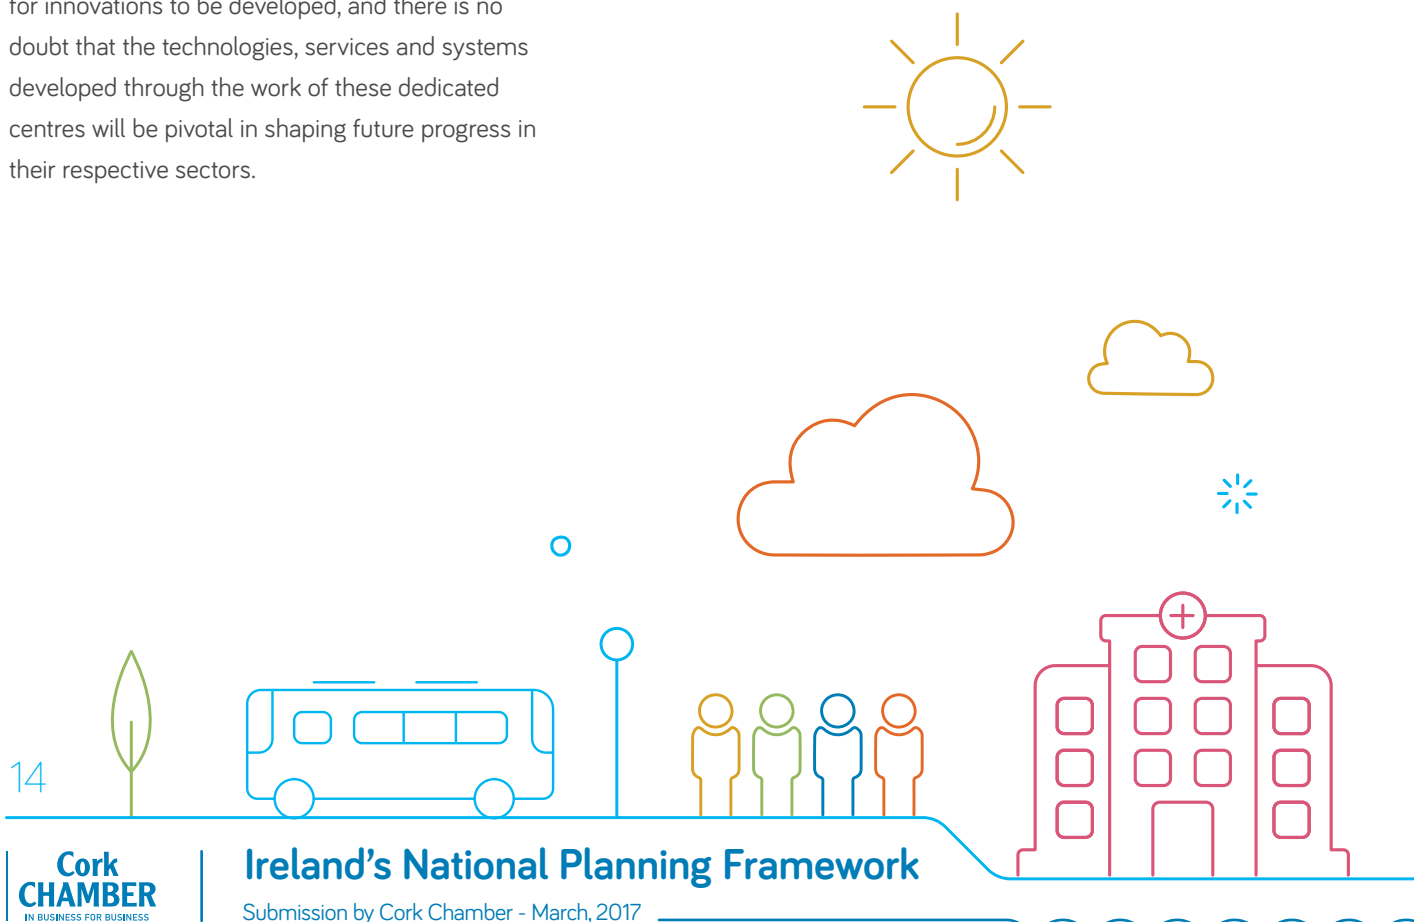 for innovations to be developed, and there is no
doubt that the technologies, services and systems
developed through the work of these dedicated
centres will be pivotal in shaping future progress in
their respective sectors.
14
Cork
CHAMBER
IN BUSINESS FOR BUSINESS
Ireland’s National Planning Framework
Submission by Cork Chamber - March, 2017